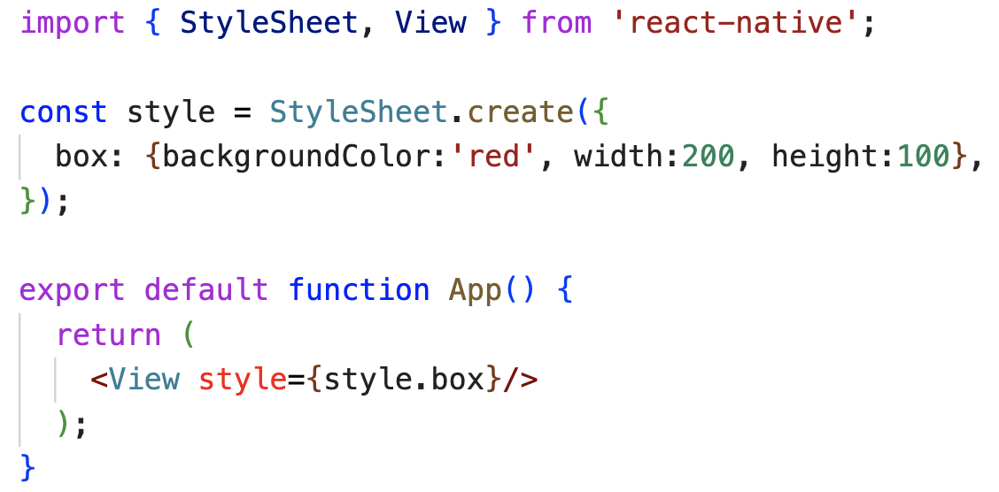 import { StyleSheet, View } from 'react-native';
const style = StyleSheet.create({
box: {backgroundColor:'red', width:200, height:100},
});
export default function App() {
return (
<View style={style.box}/>
);
}